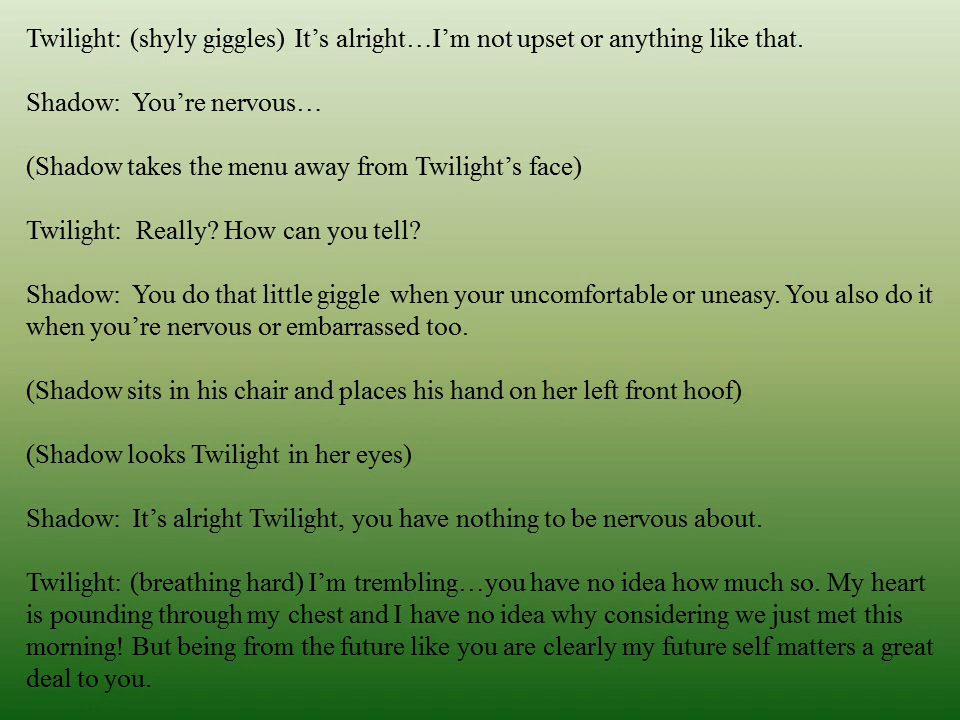 Twilight: (shyly giggles) It’s alright…I’m not upset or anything like that.
Shadow: You’re nervous…
(Shadow takes the menu away from Twilight’s face)
Twilight: Really? How can you tell?
Shadow: You do that little giggle when your uncomfortable or uneasy. You also do it
when you’re nervous or embarrassed too.
(Shadow sits in his chair and places his hand on her left front hoof)
(Shadow looks Twilight in her eyes)
Shadow: It’s alright Twilight, you have nothing to be nervous about.
Twilight: (breathing hard) I’m trembling…you have no idea how much so. My heart
is pounding through my chest and I have no idea why considering we just met this
morning! But being from the future like you are clearly my future self matters a great
deal to you.